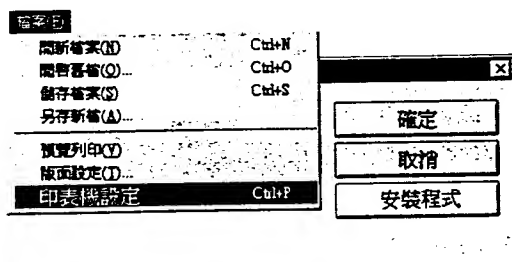 檔案(F)
開新檔案(N) Ctrl+N
開啓舊檔(O)... Ctrl+O
儲存檔案(S) Ctrl+S
另存新檔(A)...
預覽列印(V)
版面設定(T)...
印表機設定 Ctrl+P
確定
取消
安裝程式